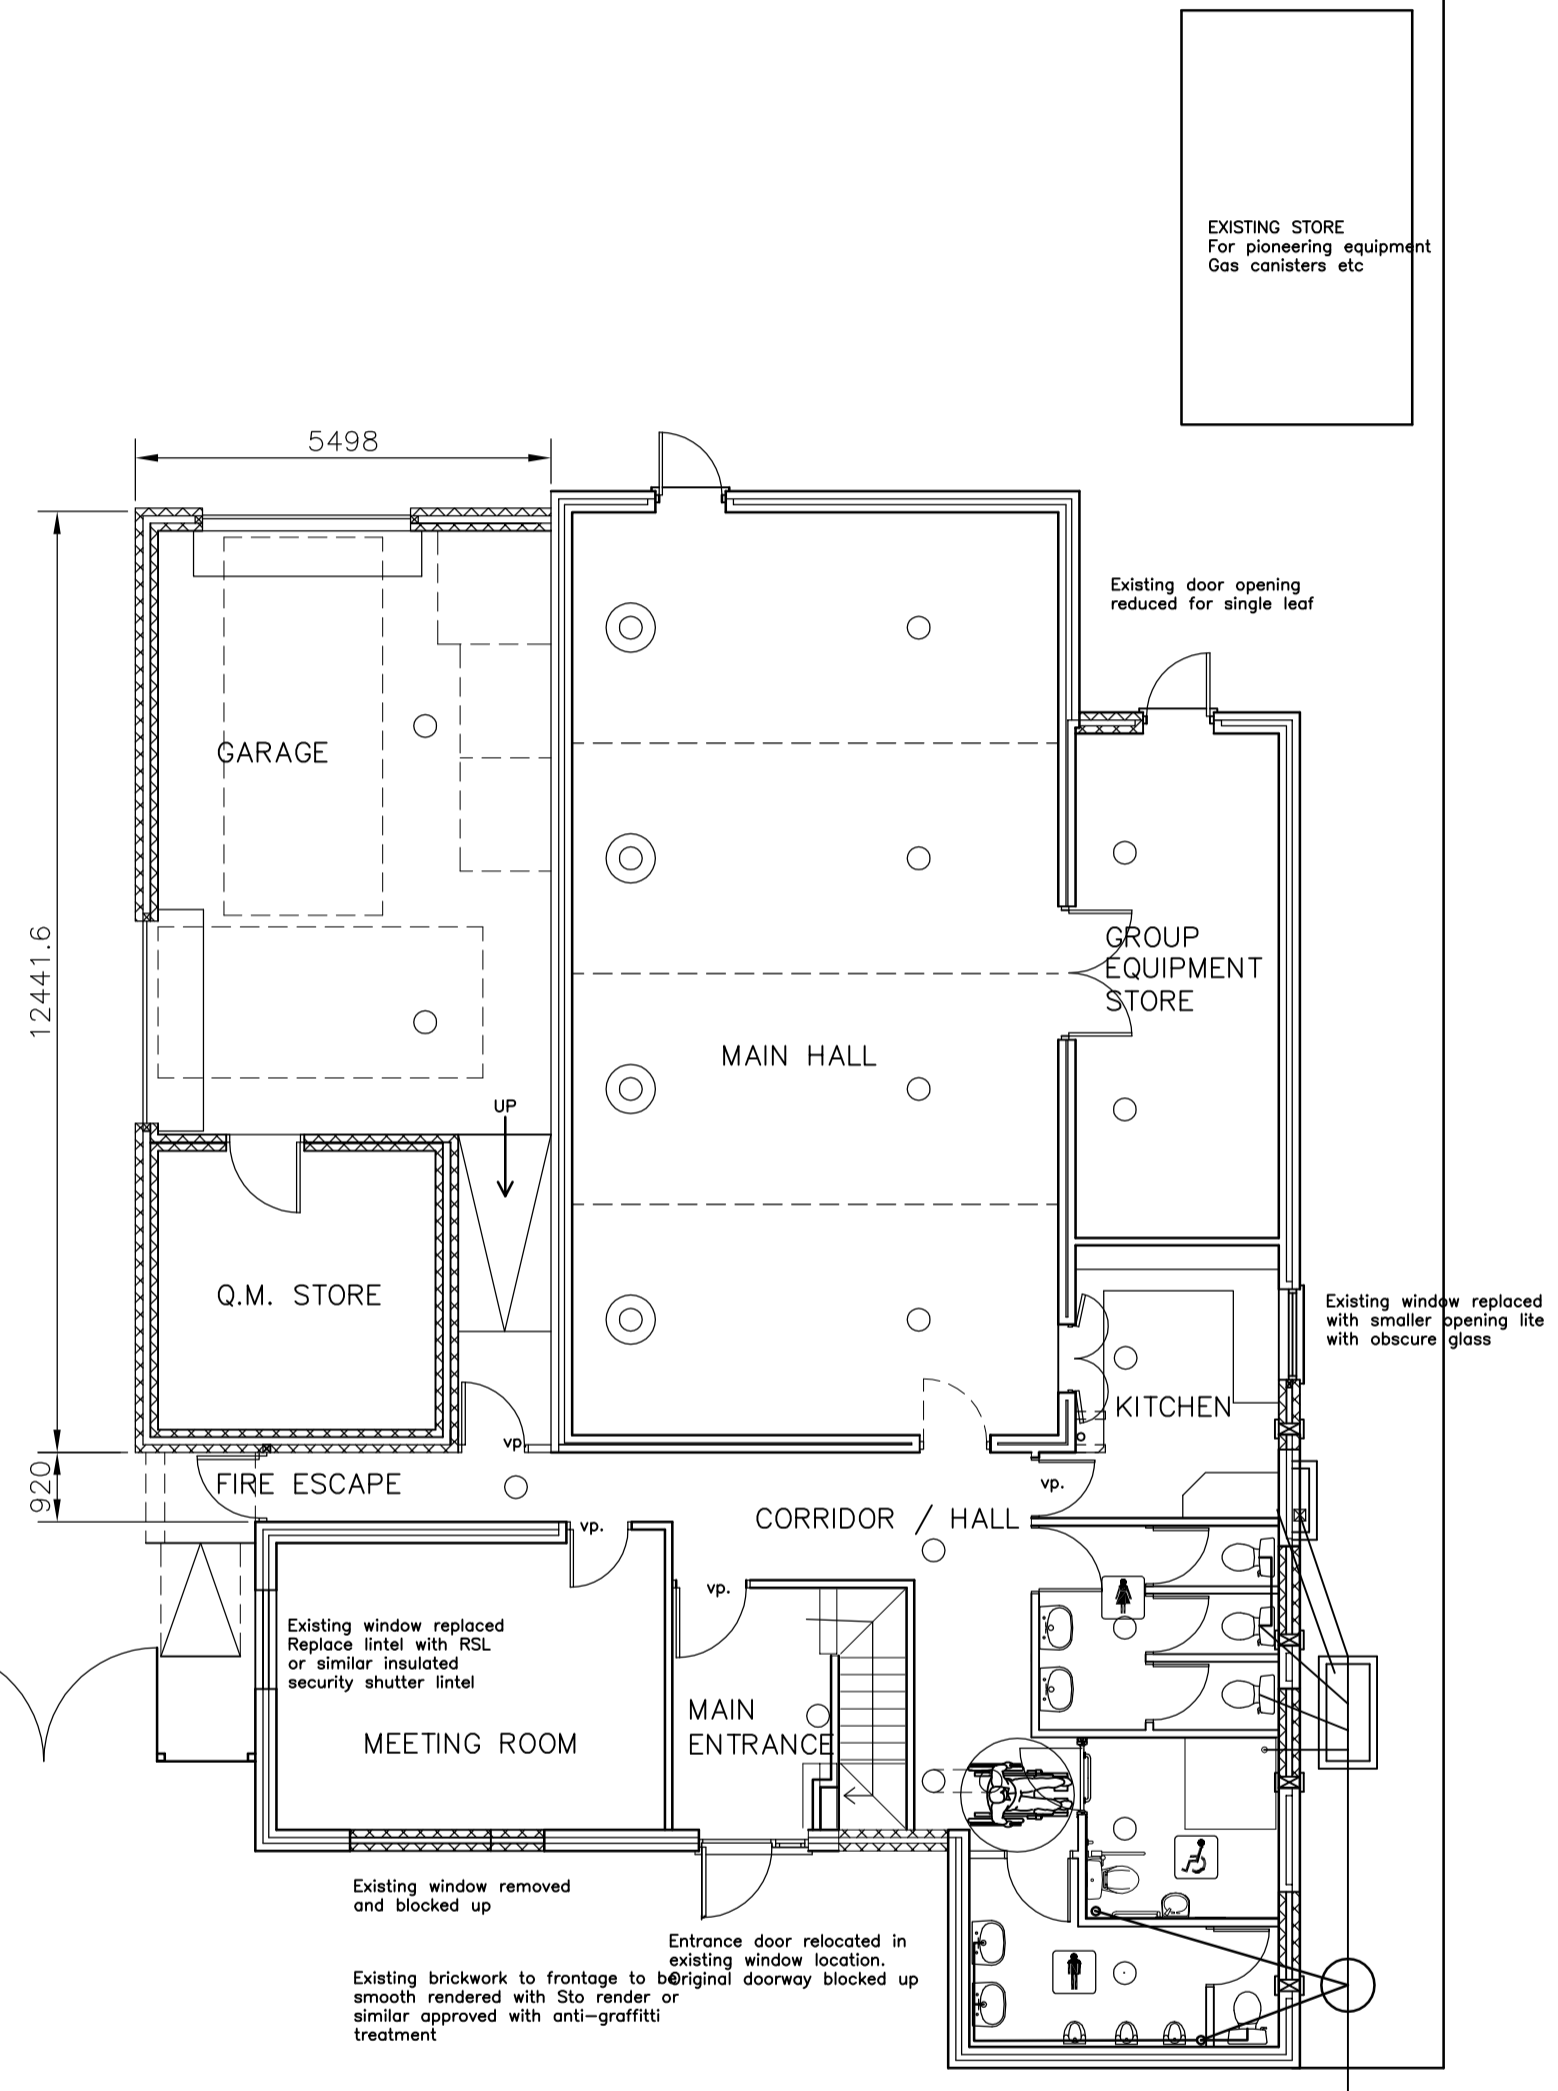 EXISTING STORE
For pioneering equipment
Gas canisters etc
5498
Existing door opening
reduced for single leaf
GARAGE
12441.6
GROUP
EQUIPMENT
STORE
MAIN HALL
UP
Q.M. STORE
Existing window replaced
with smaller opening lite
with obscure glass
KITCHEN
vp.
920
FIRE ESCAPE
vp.
CORRIDOR / HALL
vp.
vp.
Existing window replaced
Replace lintel with RSL
or similar insulated
security shutter lintel
MEETING ROOM
MAIN
ENTRANCE
Existing window removed
and blocked up
Entrance door relocated in
existing window location.
Original doorway blocked up
Existing brickwork to frontage to be
smooth rendered with Sto render or
similar approved with anti-graffitti
treatment